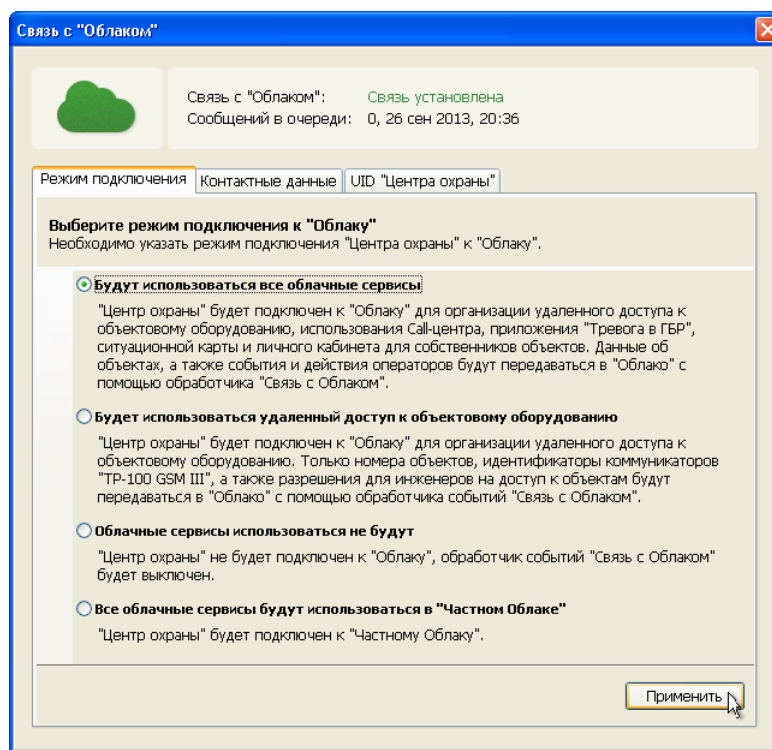 Связь с "Облаком"
Связь с "Облаком": Связь установлена
Сообщений в очереди: 0, 26 сен 2013, 20:36
Режим подключения Контактные данные UID "Центра охраны"
Выберите режим подключения к "Облаку"
Необходимо указать режим подключения "Центра охраны" к "Облаку".
Будут использоваться все облачные сервисы
"Центр охраны" будет подключен к "Облаку" для организации удаленного доступа к
объектовому оборудованию, использования Call-центра, приложения "Тревога в ГБР",
ситуационной карты и личного кабинета для собственников объектов. Данные об
объектах, а также события и действия операторов будут передаваться в "Облако" с
помощью обработчика "Связь с Облаком".
Будет использоваться удаленный доступ к объектовому оборудованию
"Центр охраны" будет подключен к "Облаку" для организации удаленного доступа к
объектовому оборудованию. Только номера объектов, идентификаторы коммуникаторов
"TP-100 GSM III", а также разрешения для инженеров на доступ к объектам будут
передаваться в "Облако" с помощью обработчика событий "Связь с Облаком".
Облачные сервисы использоваться не будут
"Центр охраны" не будет подключен к "Облаку", обработчик событий "Связь с Облаком"
будет выключен.
Все облачные сервисы будут использоваться в "Частном Облаке"
"Центр охраны" будет подключен к "Частному Облаку".
Применить